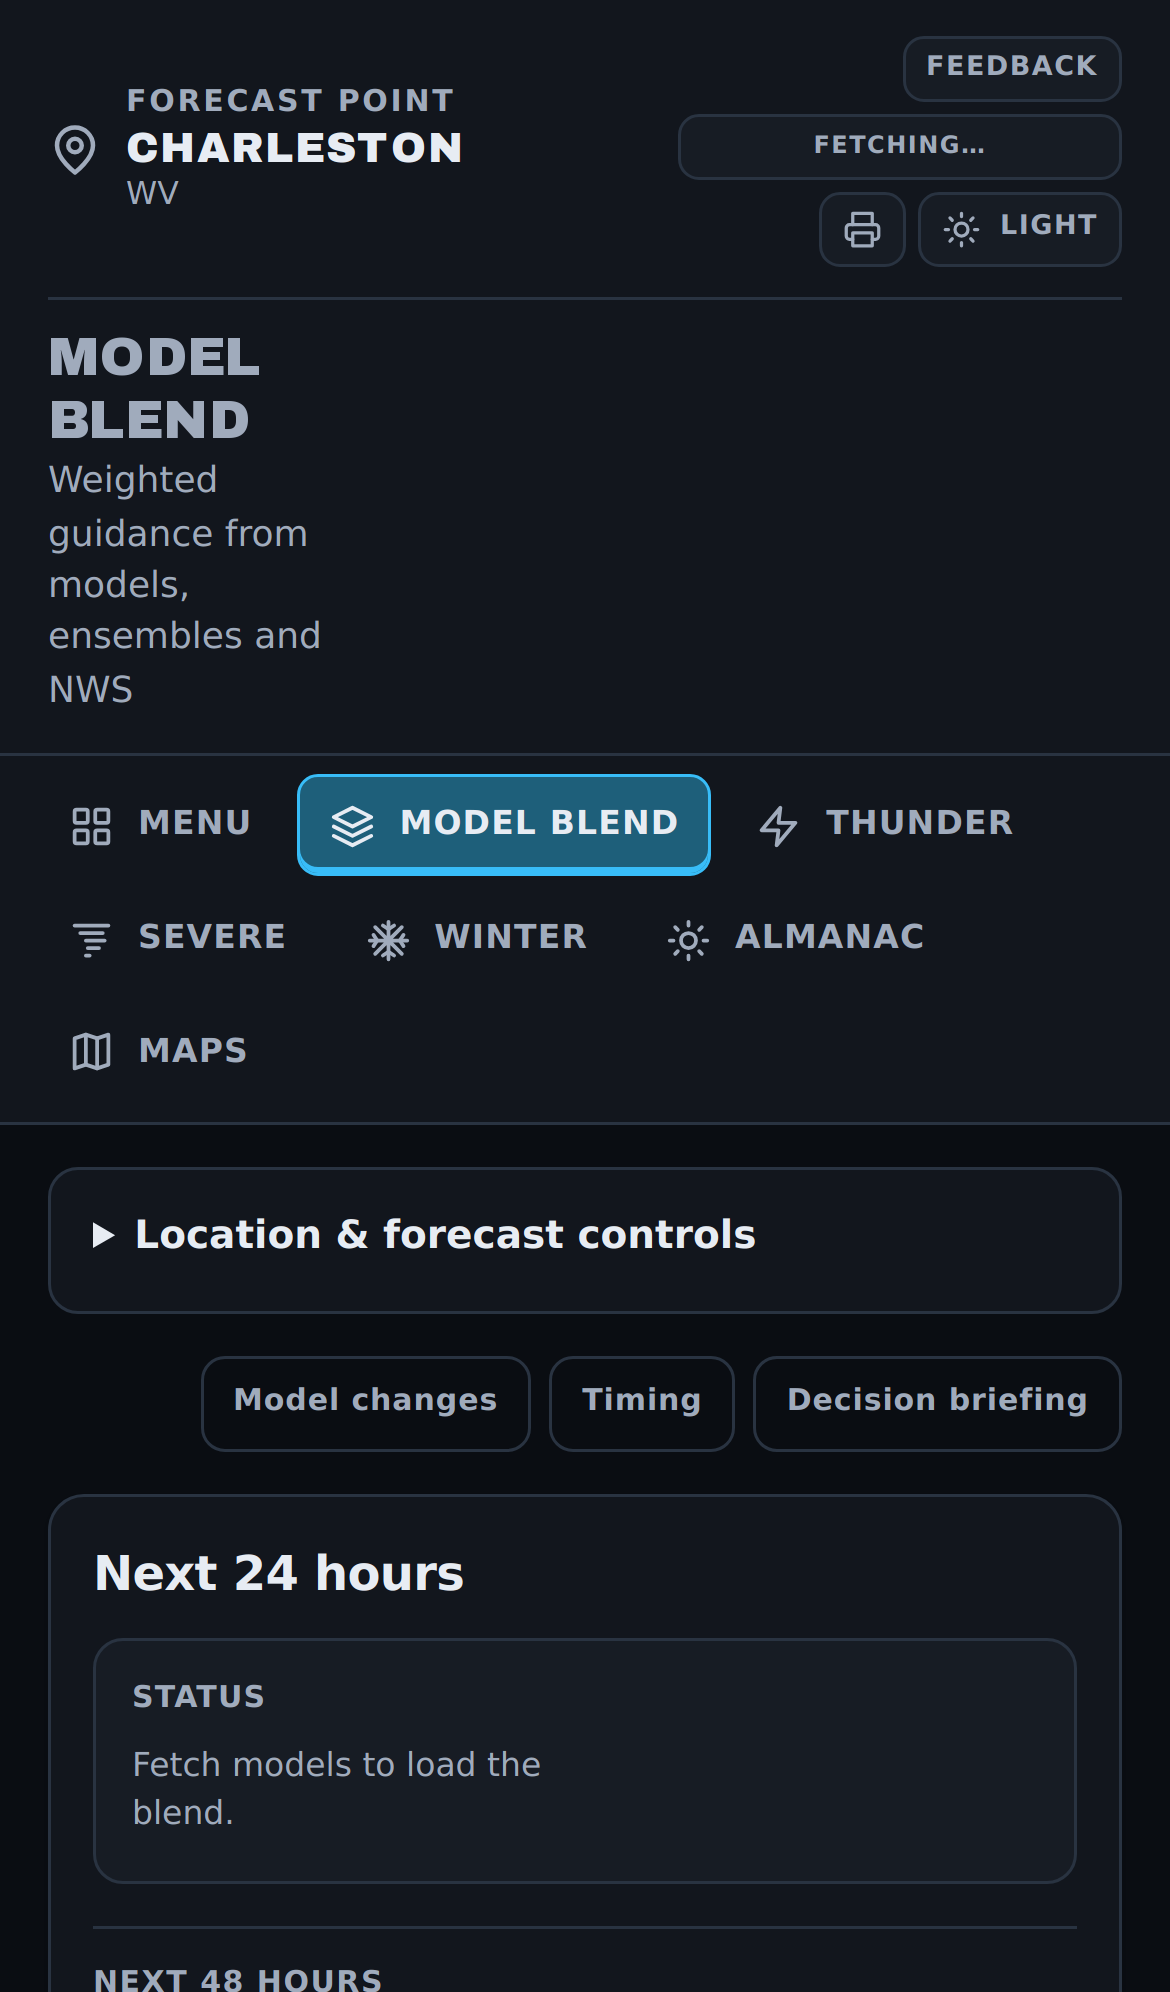 FORECAST POINT
CHARLESTON
WV
FEEDBACK
FETCHING…
LIGHT
MODEL
BLEND
Weighted
guidance from
models,
ensembles and
NWS
MENU
MODEL BLEND
THUNDER
SEVERE
WINTER
ALMANAC
MAPS
Location & forecast controls
Model changes
Timing
Decision briefing
Next 24 hours
STATUS
Fetch models to load the
blend.
NEXT 48 HOURS